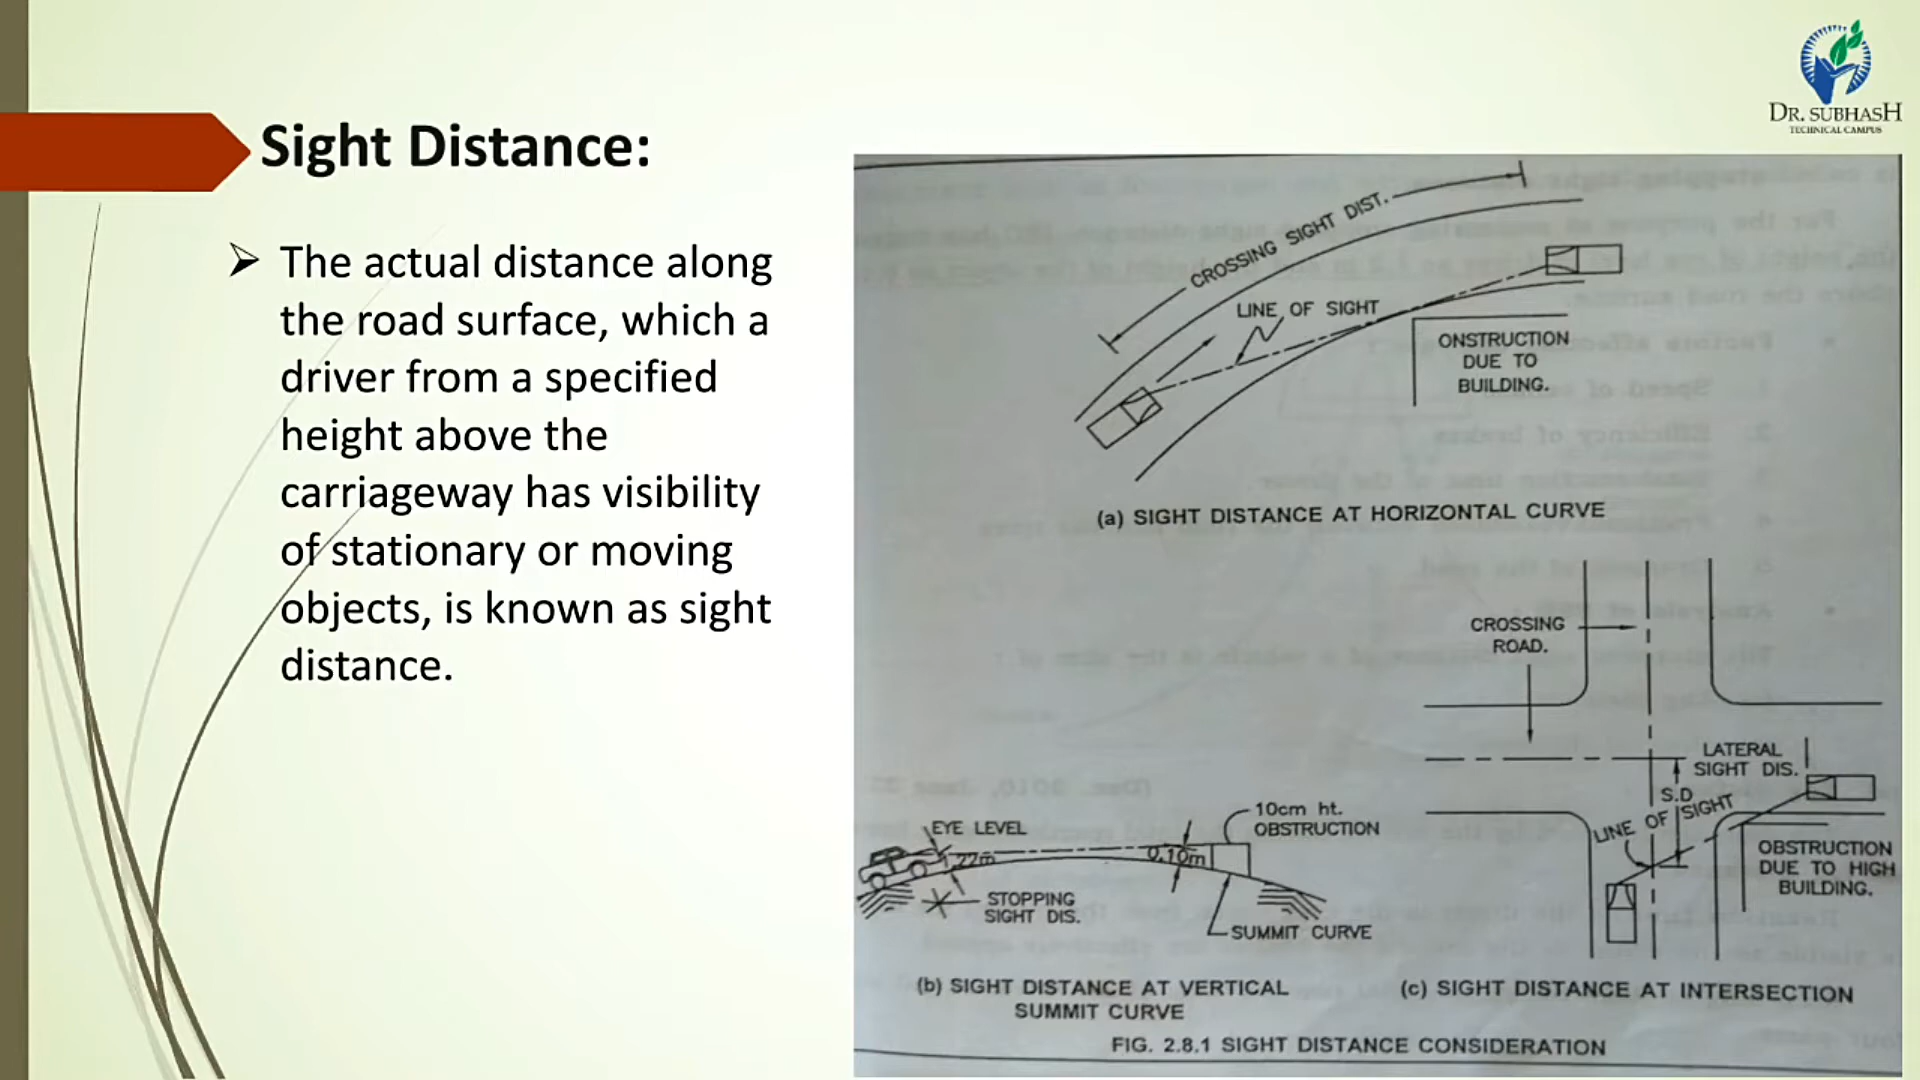 DR. SUBHASH
TECHNICAL CAMPUS
Sight Distance:
The actual distance along
the road surface, which a
driver from a specified
height above the
carriageway has visibility
of stationary or moving
objects, is known as sight
distance.
CROSSING SIGHT DIST.
LINE OF SIGHT
ONSTRUCTION
DUE TO
BUILDING.
(a) SIGHT DISTANCE AT HORIZONTAL CURVE
CROSSING
ROAD.
LATERAL
SIGHT DIS.
S.D
LINE OF SIGHT
OBSTRUCTION
DUE TO HIGH
BUILDING.
EYE LEVEL
1.22m
10cm ht.
OBSTRUCTION
0.10m
STOPPING
SIGHT DIS.
SUMMIT CURVE
(b) SIGHT DISTANCE AT VERTICAL
SUMMIT CURVE
(c) SIGHT DISTANCE AT INTERSECTION
FIG. 2.8.1 SIGHT DISTANCE CONSIDERATION